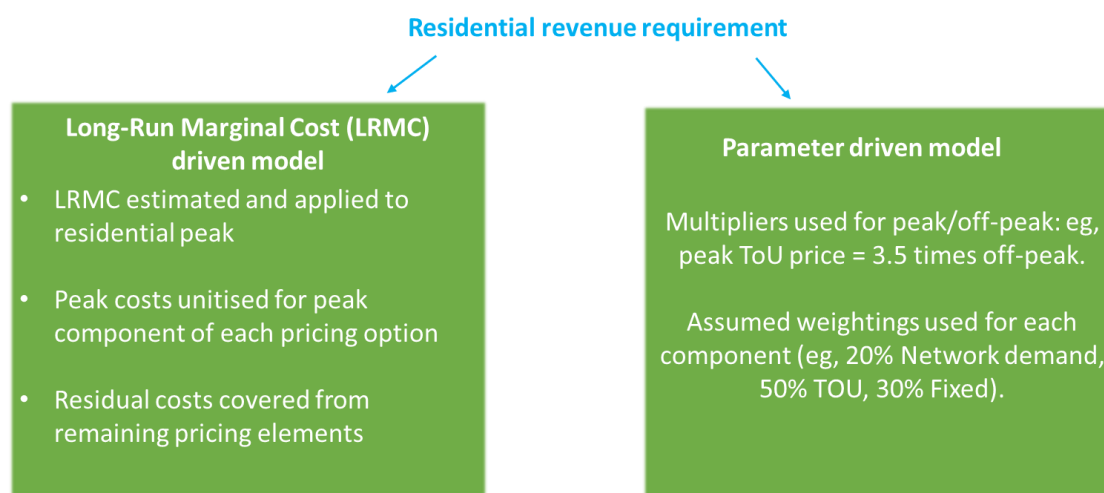 Residential revenue requirement
Long-Run Marginal Cost (LRMC)
driven model
• LRMC estimated and applied to
residential peak
• Peak costs unitised for peak
component of each pricing option
• Residual costs covered from
remaining pricing elements
Parameter driven model
Multipliers used for peak/off-peak: eg,
peak ToU price = 3.5 times off-peak.
Assumed weightings used for each
component (eg, 20% Network demand,
50% TOU, 30% Fixed).